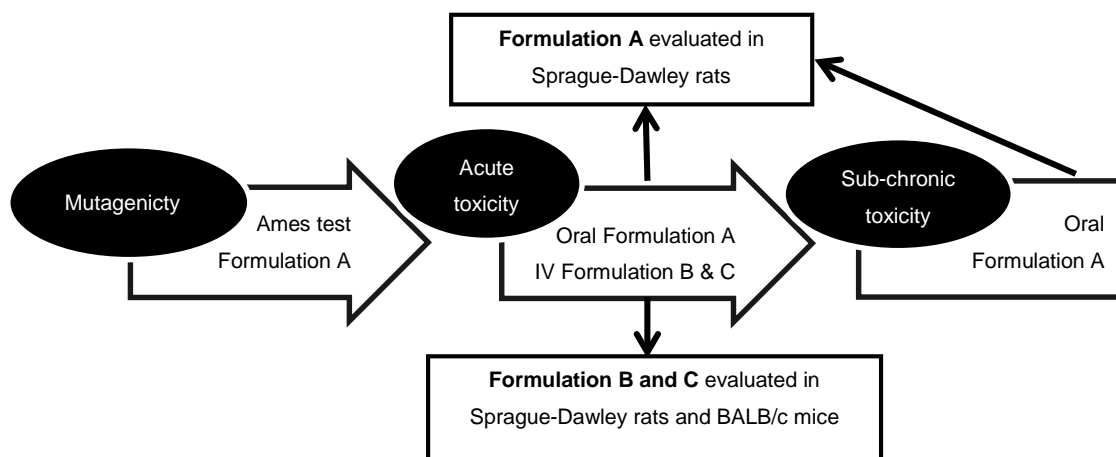 Formulation A evaluated in
Sprague-Dawley rats
Mutagenicty
Ames test
Formulation A
Acute
toxicity
Oral Formulation A
IV Formulation B & C
Sub-chronic
toxicity
Oral
Formulation A
Formulation B and C evaluated in
Sprague-Dawley rats and BALB/c mice